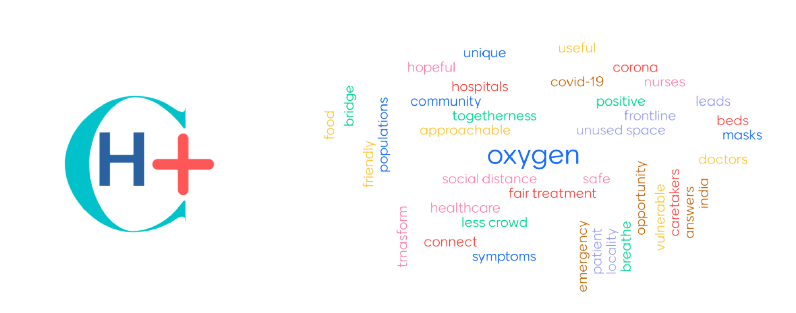 CH+
unique
useful
hopeful
corona
hospitals
covid-19
nurses
community
positive
leads
togetherness
frontline
beds
approachable
unused space
masks
food
bridge
friendly
populations
oxygen
doctors
social distance
safe
fair treatment
healthcare
less crowd
trnasform
connect
symptoms
emergency
patient
locality
breathe
opportunity
vulnerable
caretakers
answers
india